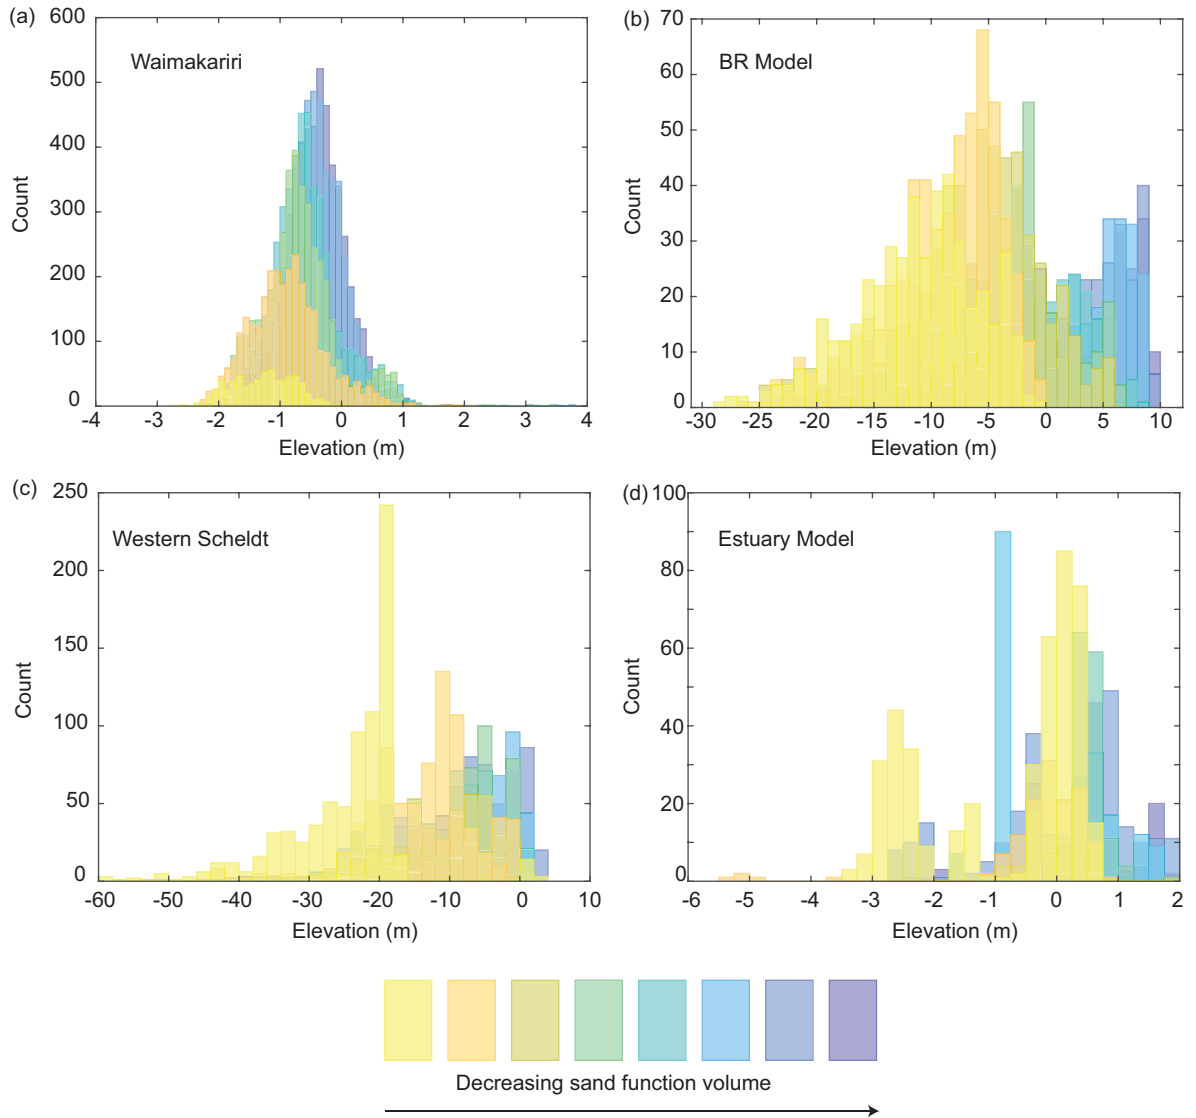 (a)
600
500
400
300
200
100
0
Count
Waimakariri
-4 -3 -2 -1 0 1 2 3 4
Elevation (m)
(b)
70
60
50
40
30
20
10
0
Count
BR Model
-30 -25 -20 -15 -10 -5 0 5 10
Elevation (m)
(c)
250
200
150
100
50
0
Count
Western Scheldt
-60 -50 -40 -30 -20 -10 0 10
Elevation (m)
(d)
100
80
60
40
20
0
Count
Estuary Model
-6 -5 -4 -3 -2 -1 0 1 2
Elevation (m)
Decreasing sand function volume